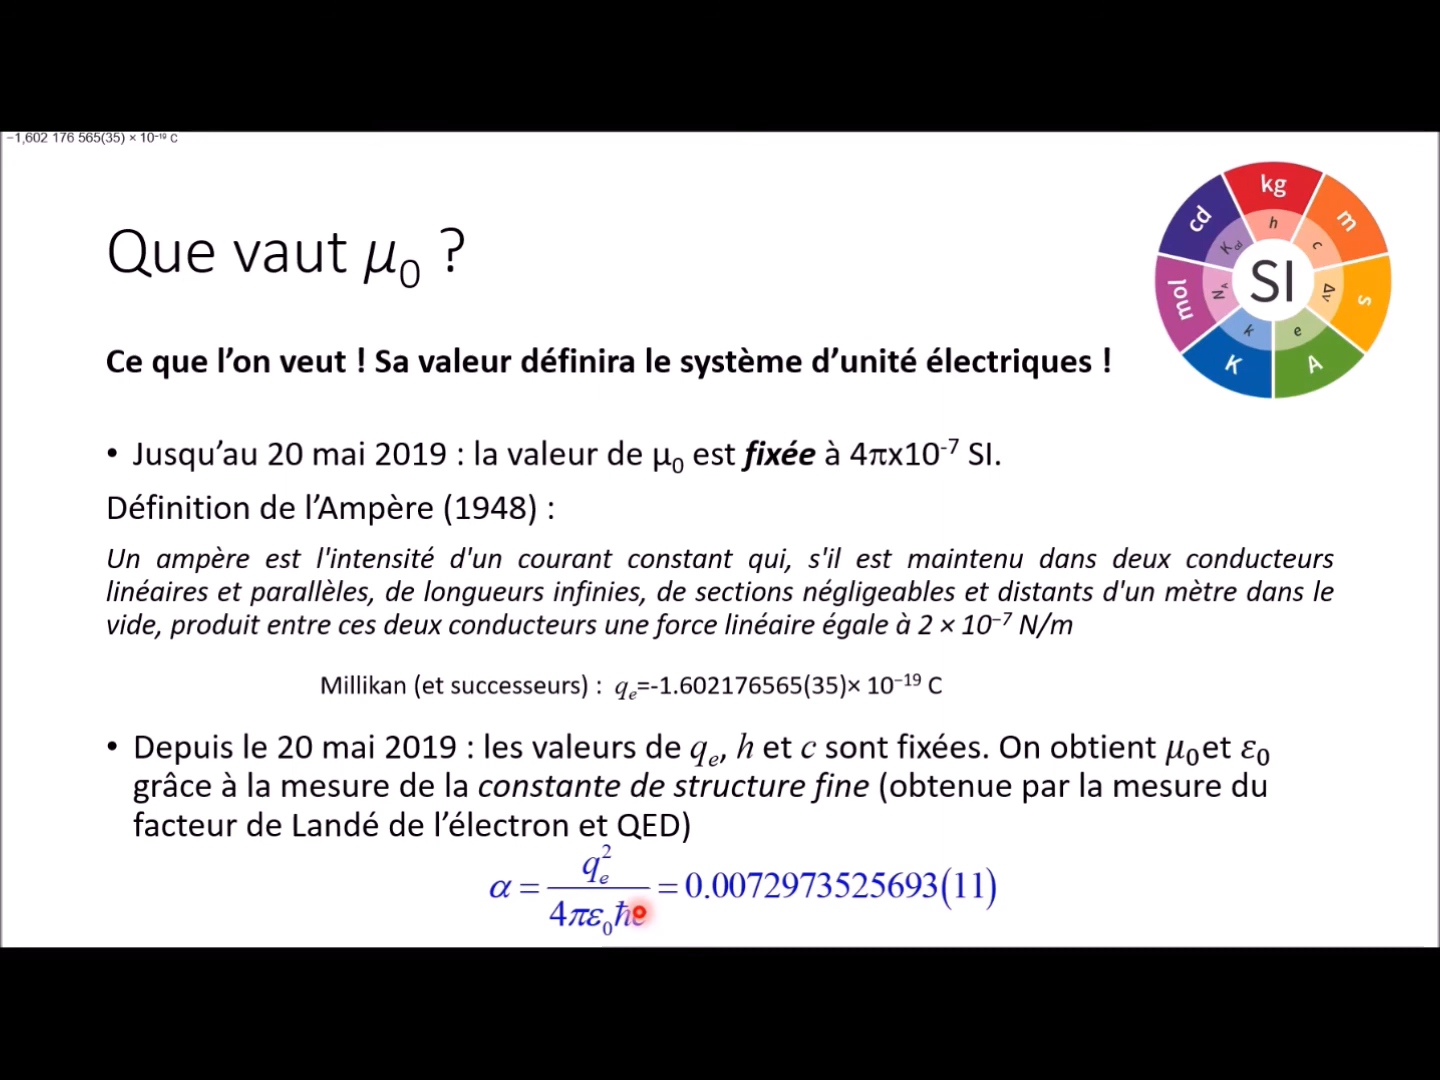 −1,602 176 565(35) × 10⁻¹⁹ C
Que vaut μ₀ ?
kg
m
s
A
K
mol
cd
h
c
Δν
e
k
N_A
K_cd
SI
Ce que l’on veut ! Sa valeur définira le système d’unité électriques !
• Jusqu’au 20 mai 2019 : la valeur de μ₀ est fixée à 4πx10⁻⁷ SI.
Définition de l’Ampère (1948) :
Un ampère est l'intensité d'un courant constant qui, s'il est maintenu dans deux conducteurs
linéaires et parallèles, de longueurs infinies, de sections négligeables et distants d'un mètre dans le
vide, produit entre ces deux conducteurs une force linéaire égale à 2 × 10⁻⁷ N/m
Millikan (et successeurs) : qₑ=-1.602176565(35)× 10⁻¹⁹ C
• Depuis le 20 mai 2019 : les valeurs de qₑ, h et c sont fixées. On obtient μ₀et ε₀
grâce à la mesure de la constante de structure fine (obtenue par la mesure du
facteur de Landé de l’électron et QED)
α = qₑ² / 4πε₀ħc = 0.0072973525693(11)